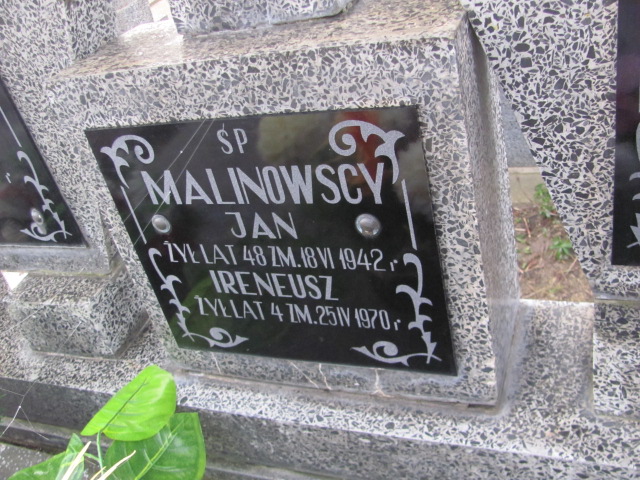 ŚP
MALINOWSCY
JAN
ŻYŁ LAT 48 ZM. 18 VI 1942 r
IRENEUSZ
ŻYŁ LAT 4 ZM. 25 IV 1970 r